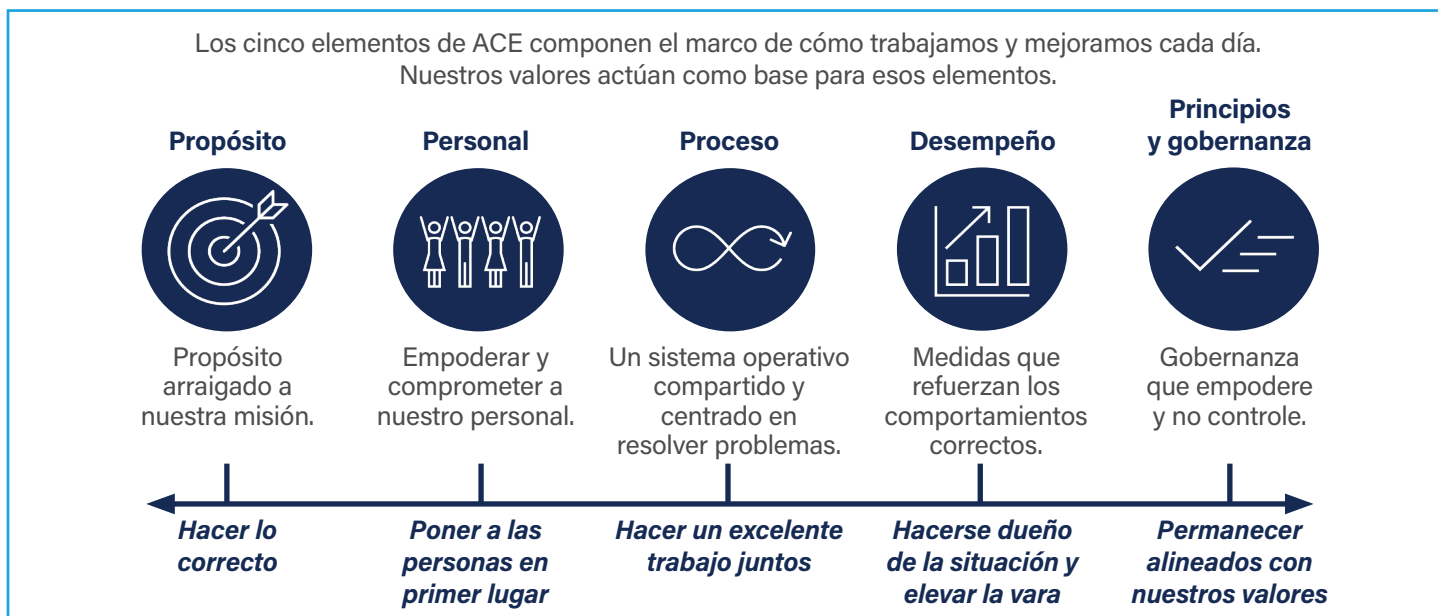 Los cinco elementos de ACE componen el marco de cómo trabajamos y mejoramos cada día.
Nuestros valores actúan como base para esos elementos.
Propósito
Personal
Proceso
Desempeño
Principios
y gobernanza
Propósito
arraigado a
nuestra misión.
Empoderar y
comprometer a
nuestro personal.
Un sistema operativo
compartido y
centrado en
resolver problemas.
Medidas que
refuerzan los
comportamientos
correctos.
Gobernanza
que empodere
y no controle.
Hacer lo
correcto
Poner a las
personas en
primer lugar
Hacer un excelente
trabajo juntos
Hacerse dueño
de la situación y
elevar la vara
Permanecer
alineados con
nuestros valores